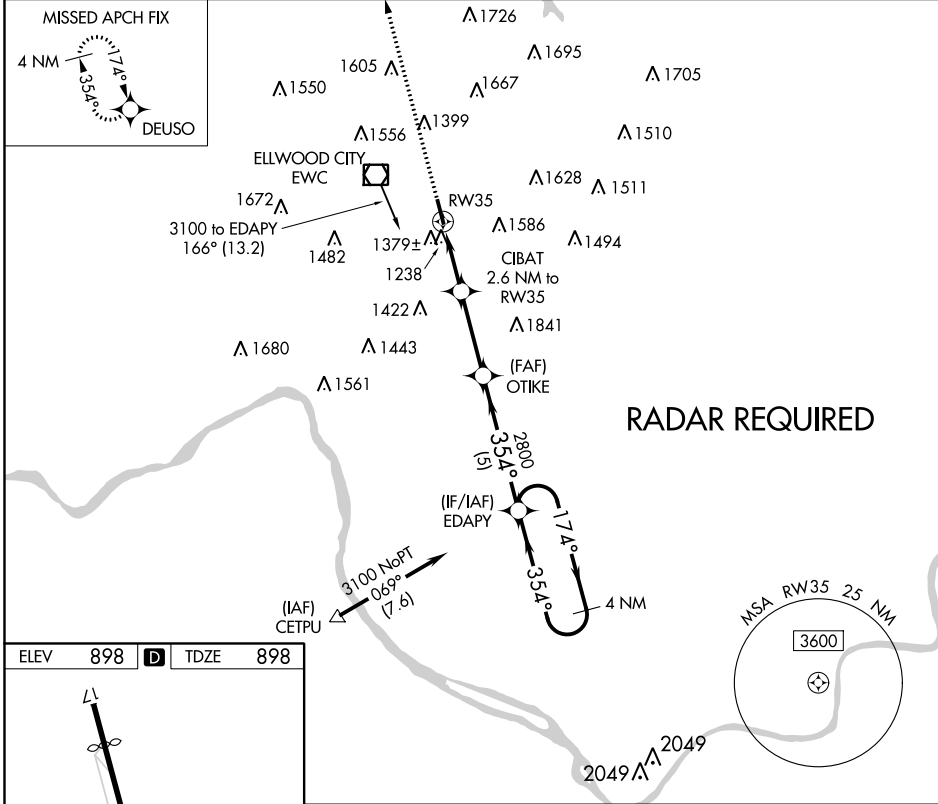 MISSED APCH FIX
4 NM
174°
354°
DEUSO
1726
1695
1605
1667
1705
1550
1399
1556
1510
ELLWOOD CITY
EWC
1628
1511
1672
RW35
3100 to EDAPY
166° (13.2)
1586
1482
1379±
1494
1238
CIBAT
2.6 NM to
RW35
1422
1841
1680
1443
(FAF)
OTIKE
1561
RADAR REQUIRED
2800
354°
(5)
(IF/IAF)
EDAPY
174°
354°
4 NM
3100 NoPT
069°
(7.6)
(IAF)
CETPU
MSA RW35 25 NM
3600
ELEV 898 D TDZE 898
17
2049
2049